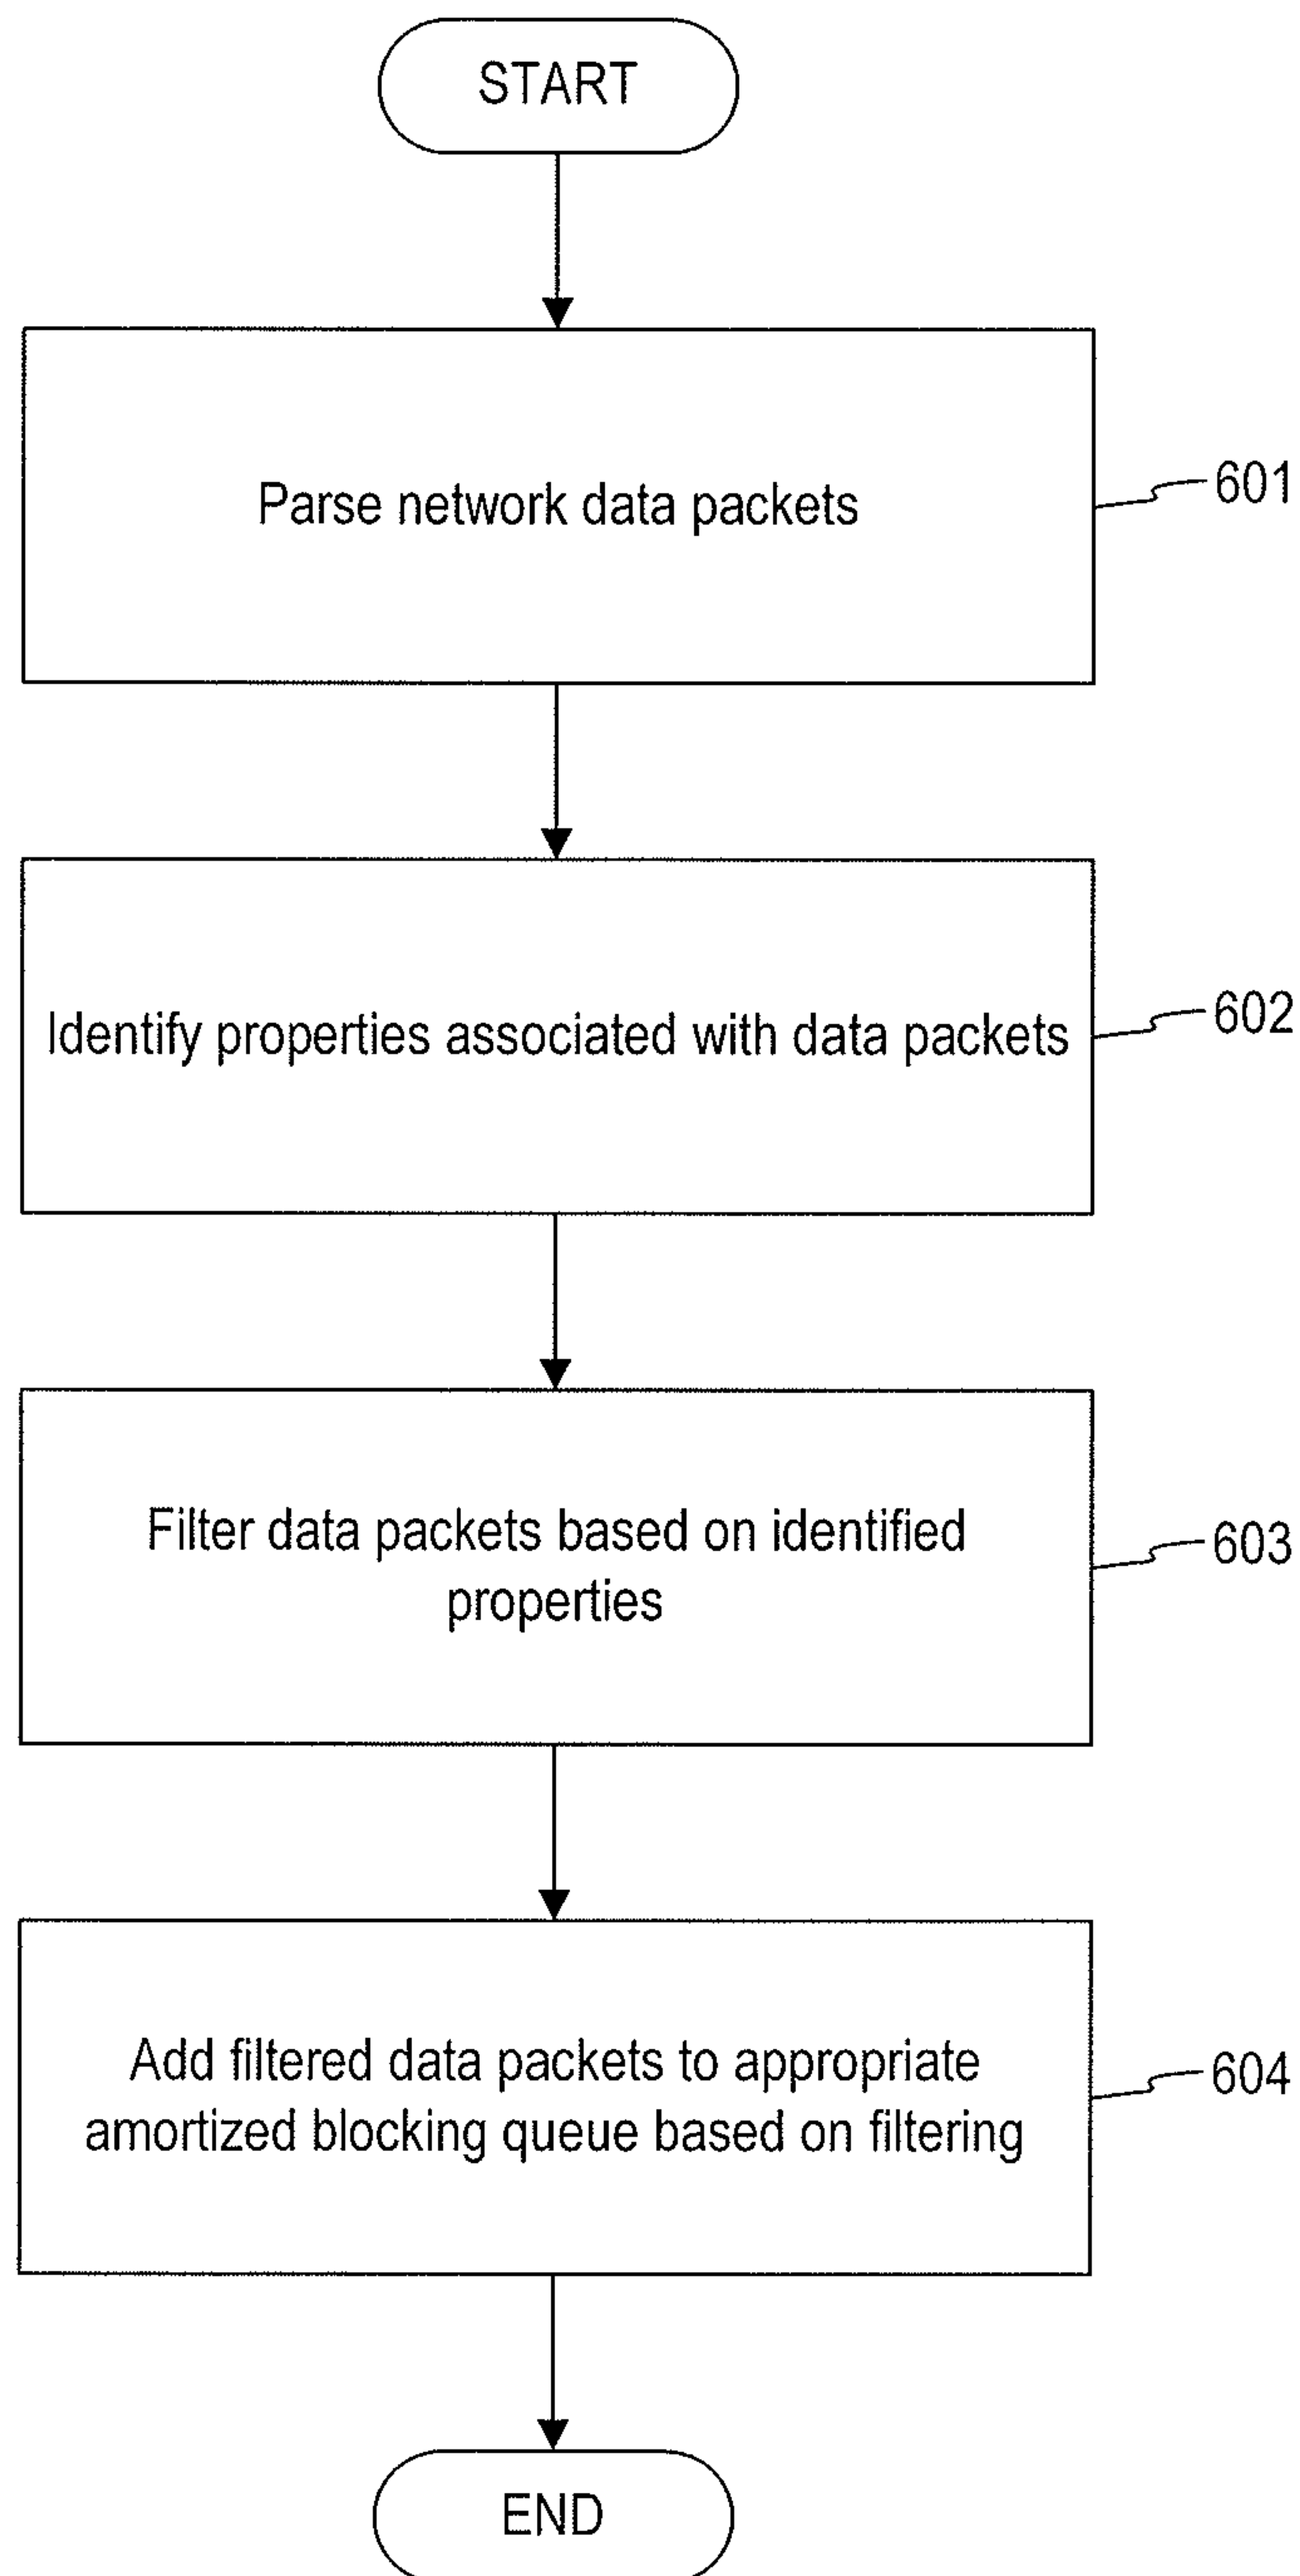 START
Parse network data packets
601
Identify properties associated with data packets
602
Filter data packets based on identified
properties
603
Add filtered data packets to appropriate
amortized blocking queue based on filtering
604
END